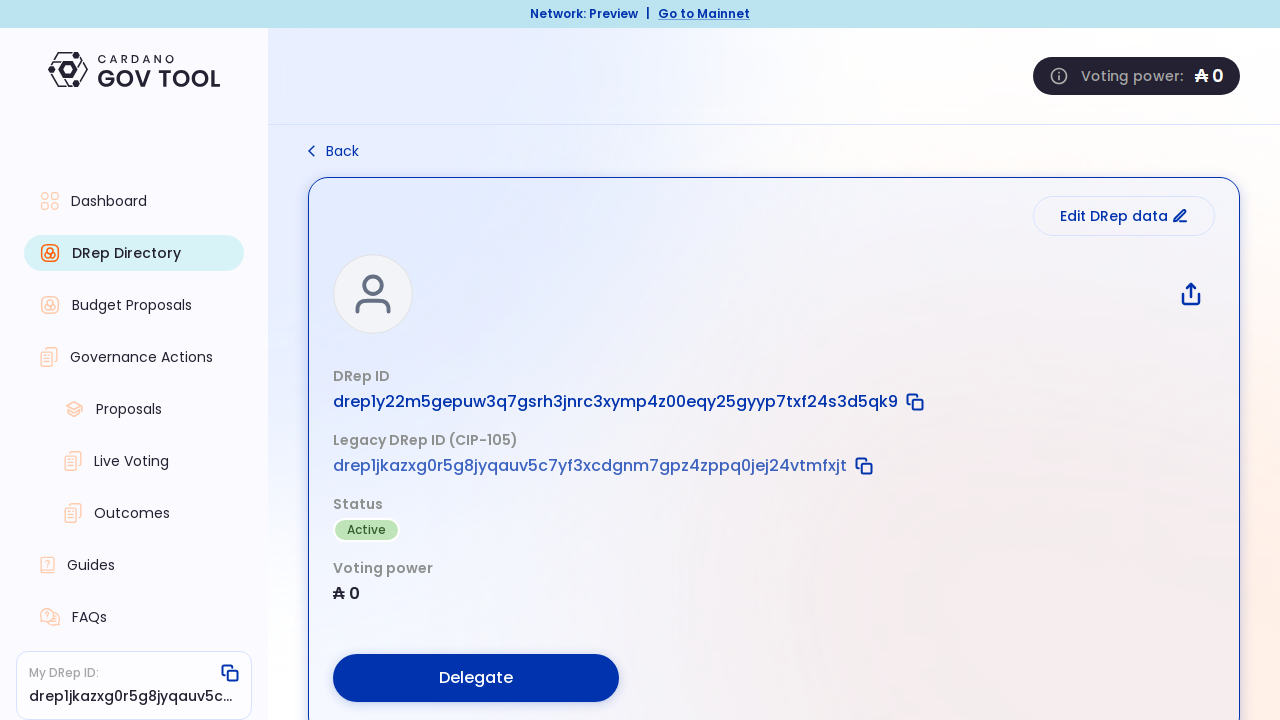 Network: Preview | Go to Mainnet
CARDANO
GOV TOOL
Voting power: ₳ 0
Back
Dashboard
DRep Directory
Budget Proposals
Governance Actions
Proposals
Live Voting
Outcomes
Guides
FAQs
My DRep ID:
drep1jkazxg0r5g8jyqauv5c...
Edit DRep data
DRep ID
drep1y22m5gepuw3q7gsrh3jnrc3xymp4z00eqy25gyyp7txf24s3d5qk9
Legacy DRep ID (CIP-105)
drep1jkazxg0r5g8jyqauv5c7yf3xcdgnm7gpz4zppq0jej24vtmfxjt
Status
Active
Voting power
₳ 0
Delegate